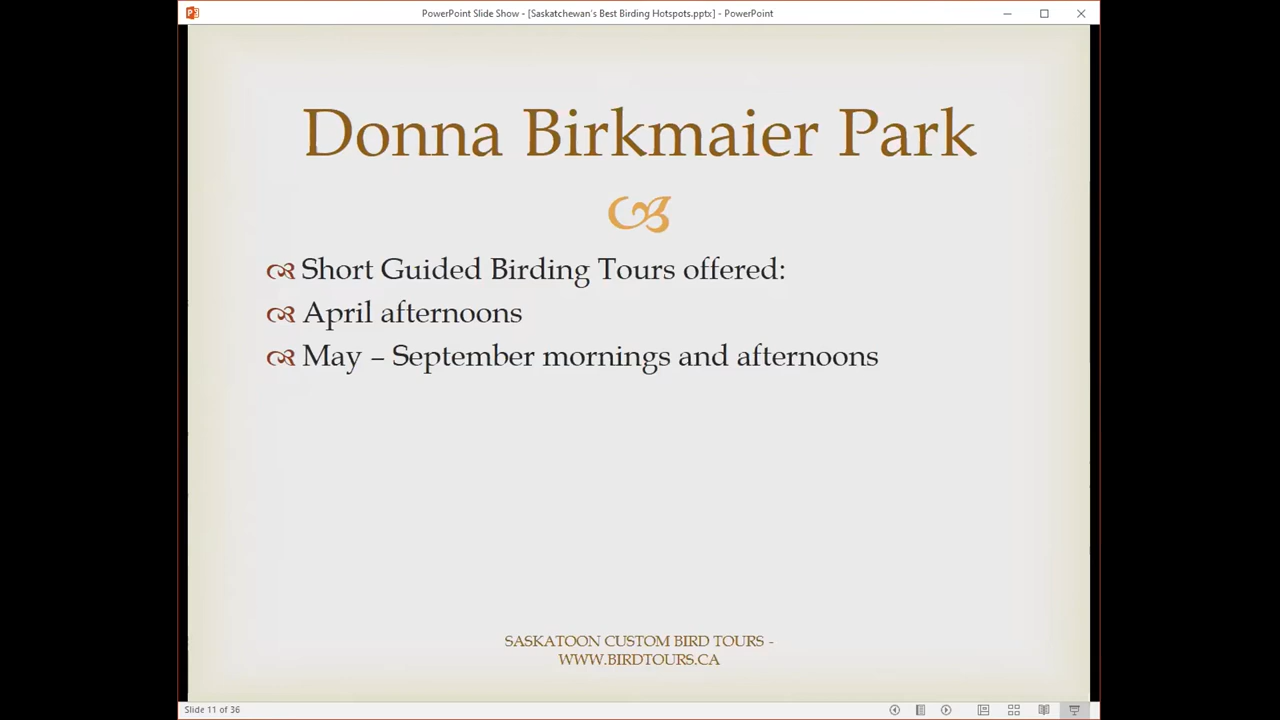 PowerPoint Slide Show - [Saskatchewan's Best Birding Hotspots.pptx] - PowerPoint
Donna Birkmaier Park
Short Guided Birding Tours offered:
April afternoons
May – September mornings and afternoons
SASKATOON CUSTOM BIRD TOURS -
WWW.BIRDTOURS.CA
Slide 11 of 36